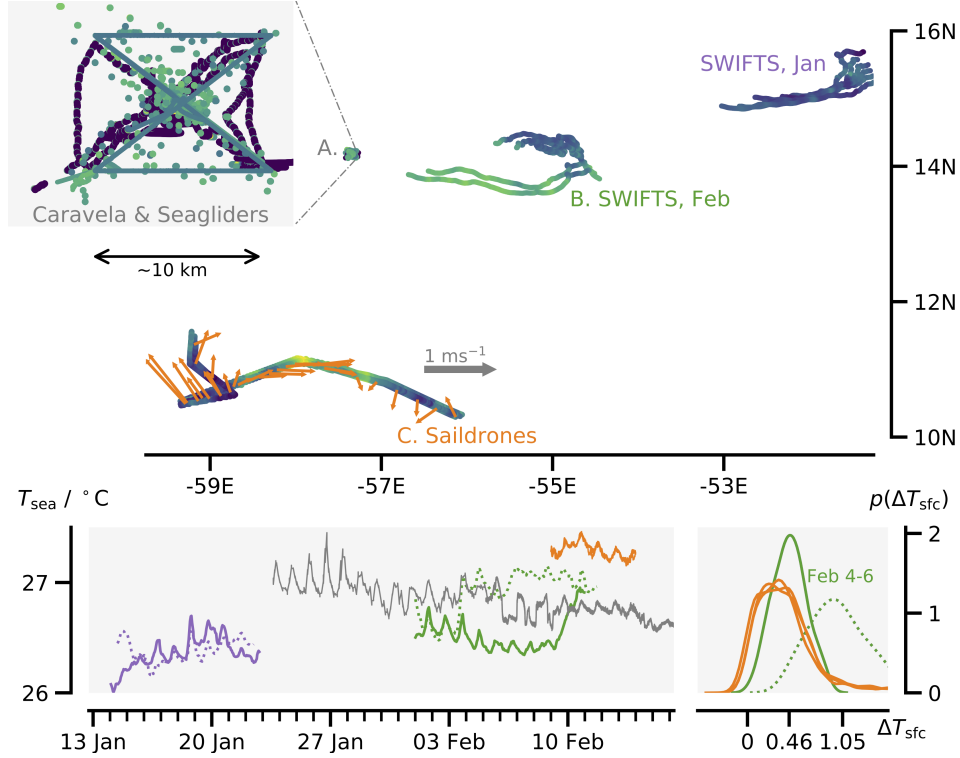 16N
SWIFTS, Jan
A.
14N
B. SWIFTS, Feb
Caravela & Seagliders
~10 km
12N
1 ms⁻¹
C. Saildrones
10N
-59E -57E -55E -53E
T_sea / °C
p(ΔT_sfc)
2
27
Feb 4-6
1
26
0
13 Jan 20 Jan 27 Jan 03 Feb 10 Feb
0 0.46 1.05 ΔT_sfc